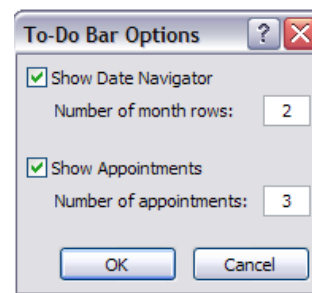 To-Do Bar Options ?
Show Date Navigator
Number of month rows: 2
Show Appointments
Number of appointments: 3
OK Cancel